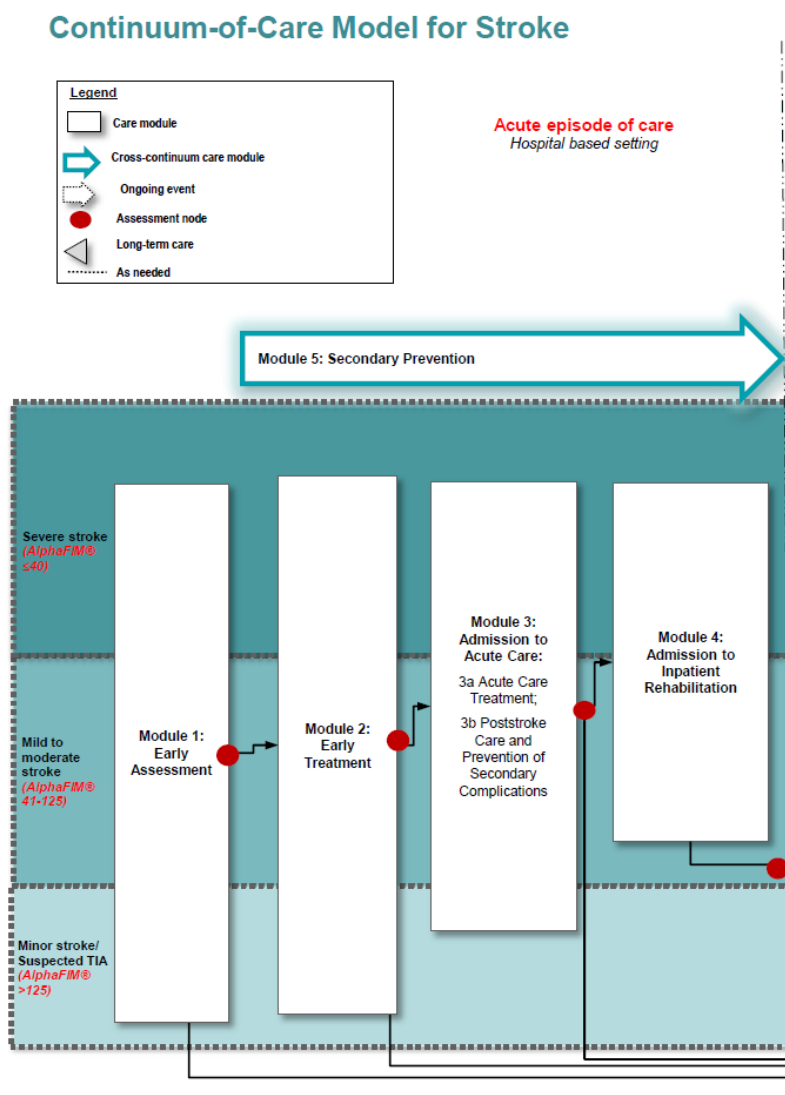 Continuum-of-Care Model for Stroke
Legend
Care module
Cross-continuum care module
Ongoing event
Assessment node
Long-term care
As needed
Acute episode of care
Hospital based setting
Module 5: Secondary Prevention
Severe stroke
(AlphaFIM®
≤40)
Mild to
moderate
stroke
(AlphaFIM®
41-125)
Minor stroke/
Suspected TIA
(AlphaFIM®
>125)
Module 1:
Early
Assessment
Module 2:
Early
Treatment
Module 3:
Admission to
Acute Care:
3a Acute Care
Treatment;
3b Poststroke
Care and
Prevention of
Secondary
Complications
Module 4:
Admission to
Inpatient
Rehabilitation